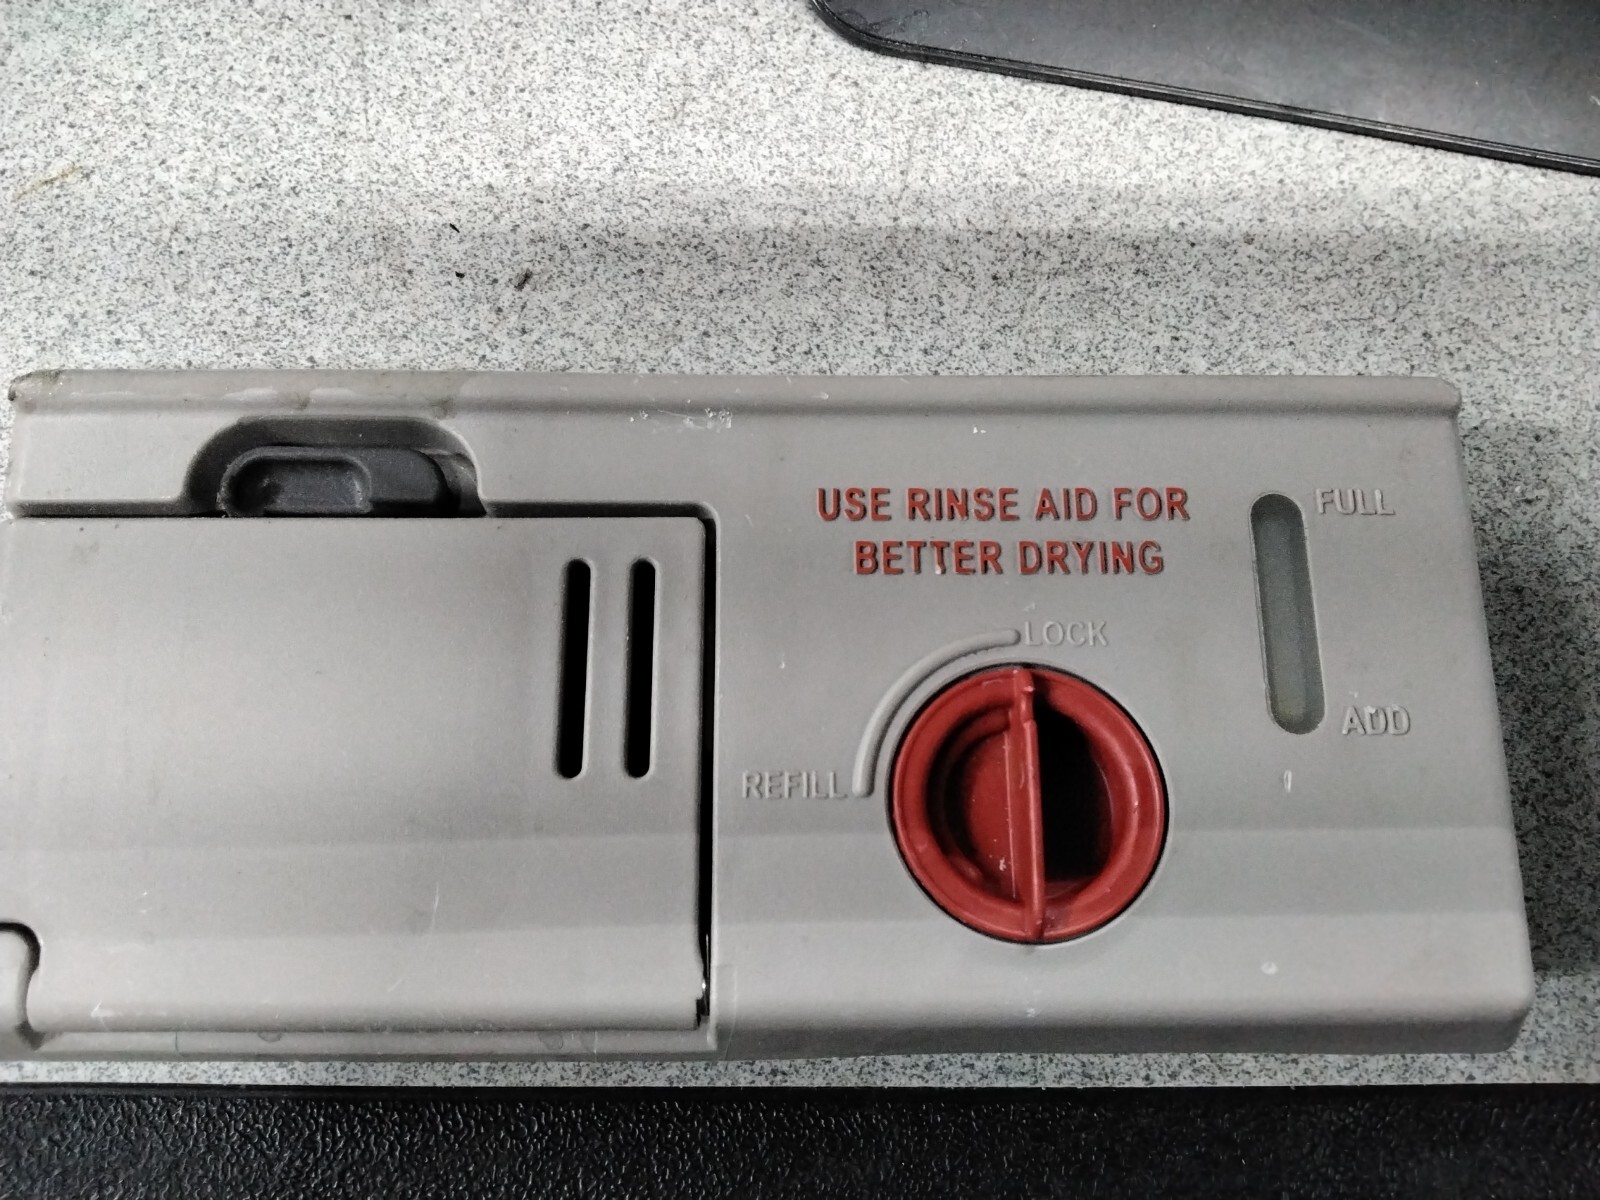 USE RINSE AID FOR
BETTER DRYING
FULL
LOCK
ADD
REFILL